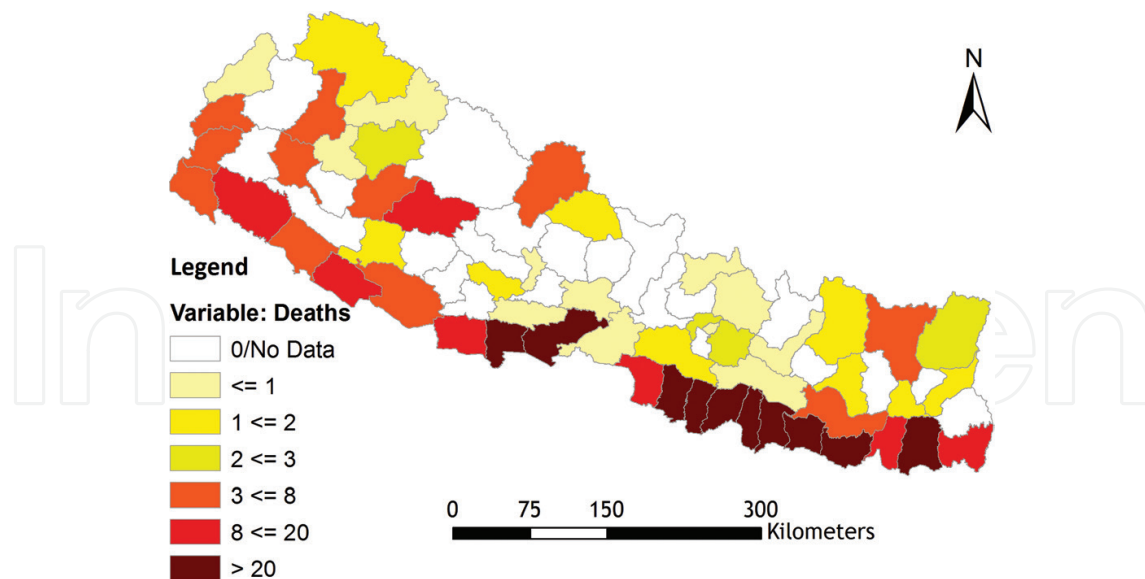 N
Legend
Variable: Deaths
0/No Data
<= 1
1 <= 2
2 <= 3
3 <= 8
8 <= 20
> 20
0 75 150 300
Kilometers